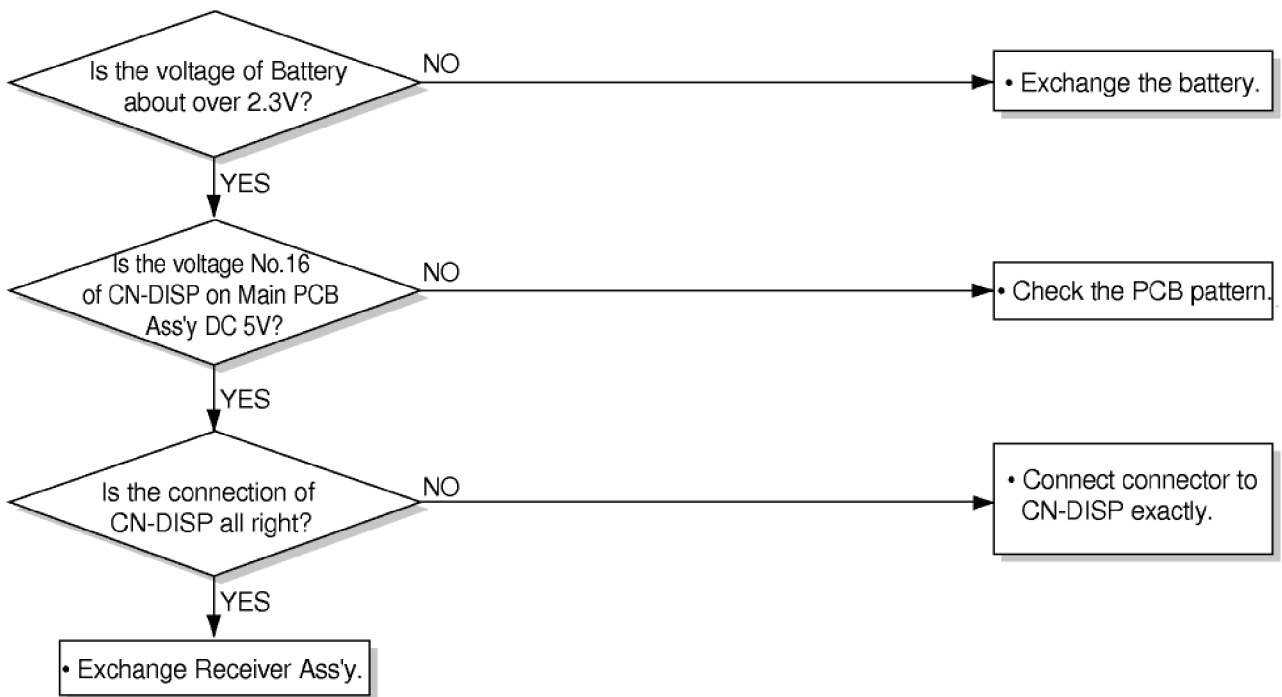 Is the voltage of Battery
about over 2.3V?
NO
• Exchange the battery.
YES
Is the voltage No.16
of CN-DISP on Main PCB
Ass'y DC 5V?
NO
• Check the PCB pattern.
YES
Is the connection of
CN-DISP all right?
NO
• Connect connector to
CN-DISP exactly.
YES
• Exchange Receiver Ass'y.